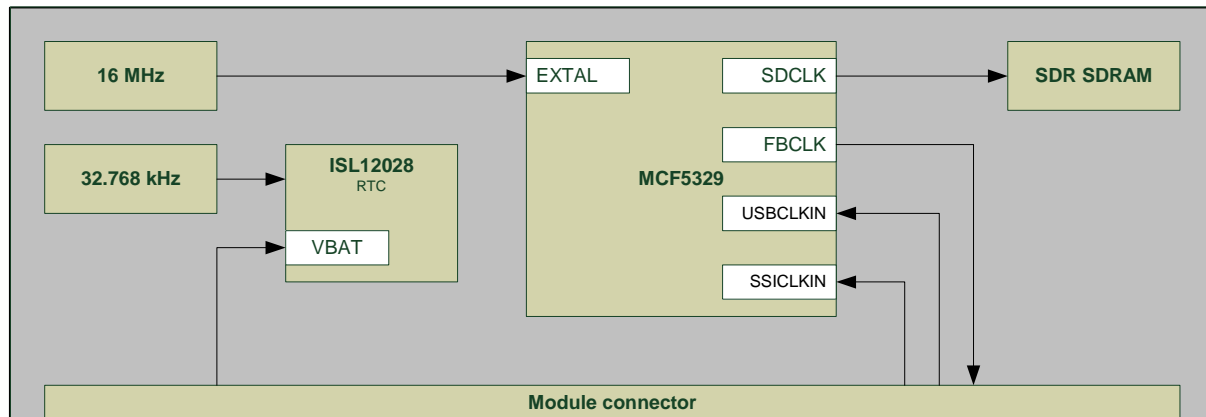 16 MHz
EXTAL
SDCLK
SDR SDRAM
32.768 kHz
ISL12028
RTC
VBAT
MCF5329
FBCLK
USBCLKIN
SSICLKIN
Module connector